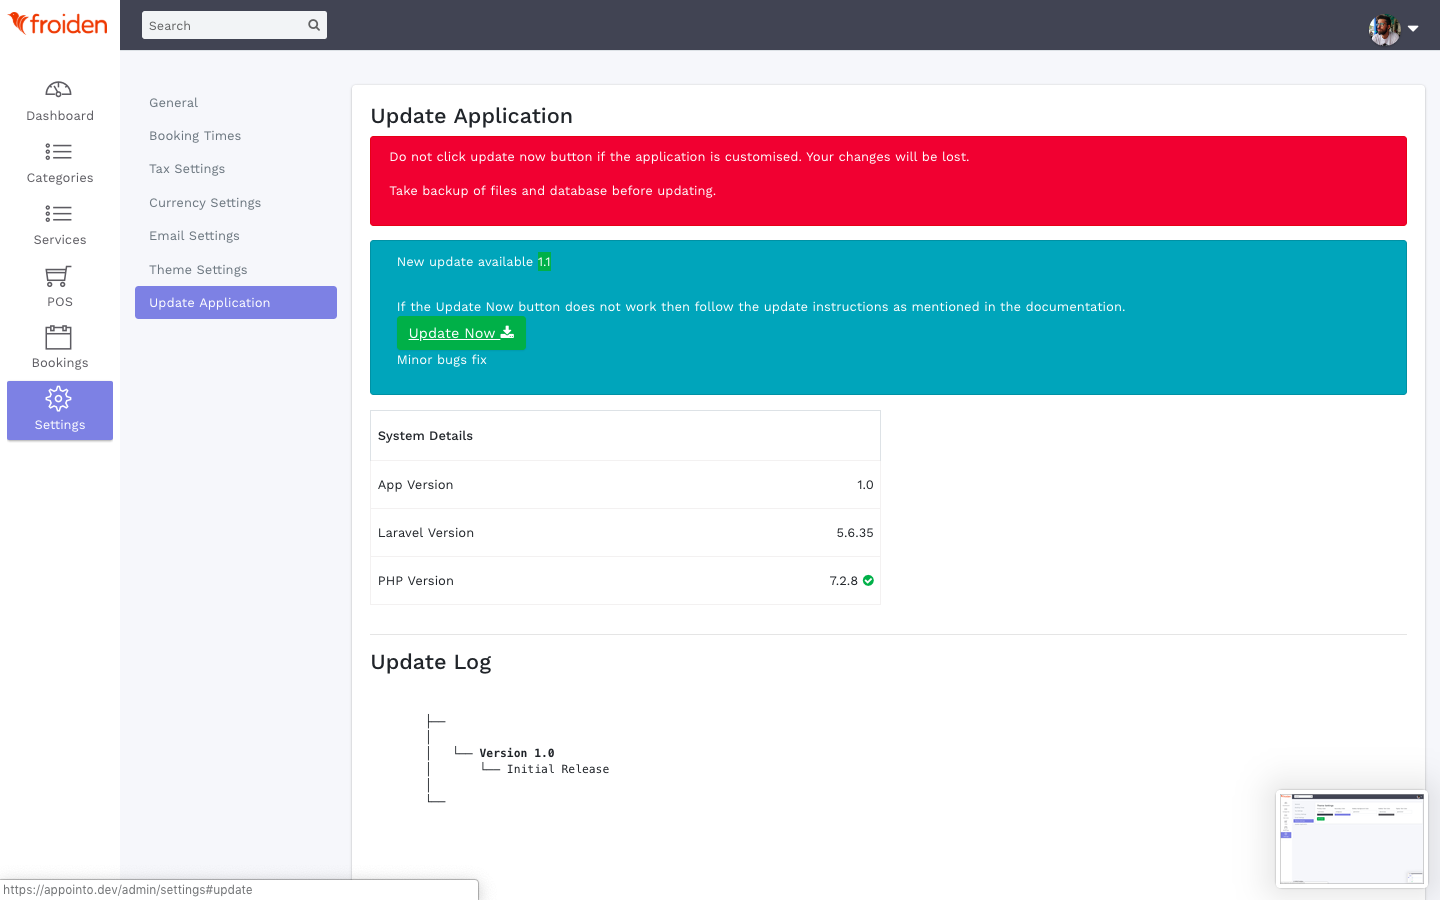 froiden
Search
Dashboard
Categories
Services
POS
Bookings
Settings
General
Booking Times
Tax Settings
Currency Settings
Email Settings
Theme Settings
Update Application
Update Application
Do not click update now button if the application is customised. Your changes will be lost.
Take backup of files and database before updating.
New update available 1.1
If the Update Now button does not work then follow the update instructions as mentioned in the documentation.
Update Now
Minor bugs fix
System Details
App Version 1.0
Laravel Version 5.6.35
PHP Version 7.2.8
Update Log
Version 1.0
Initial Release
https://appointo.dev/admin/settings#update